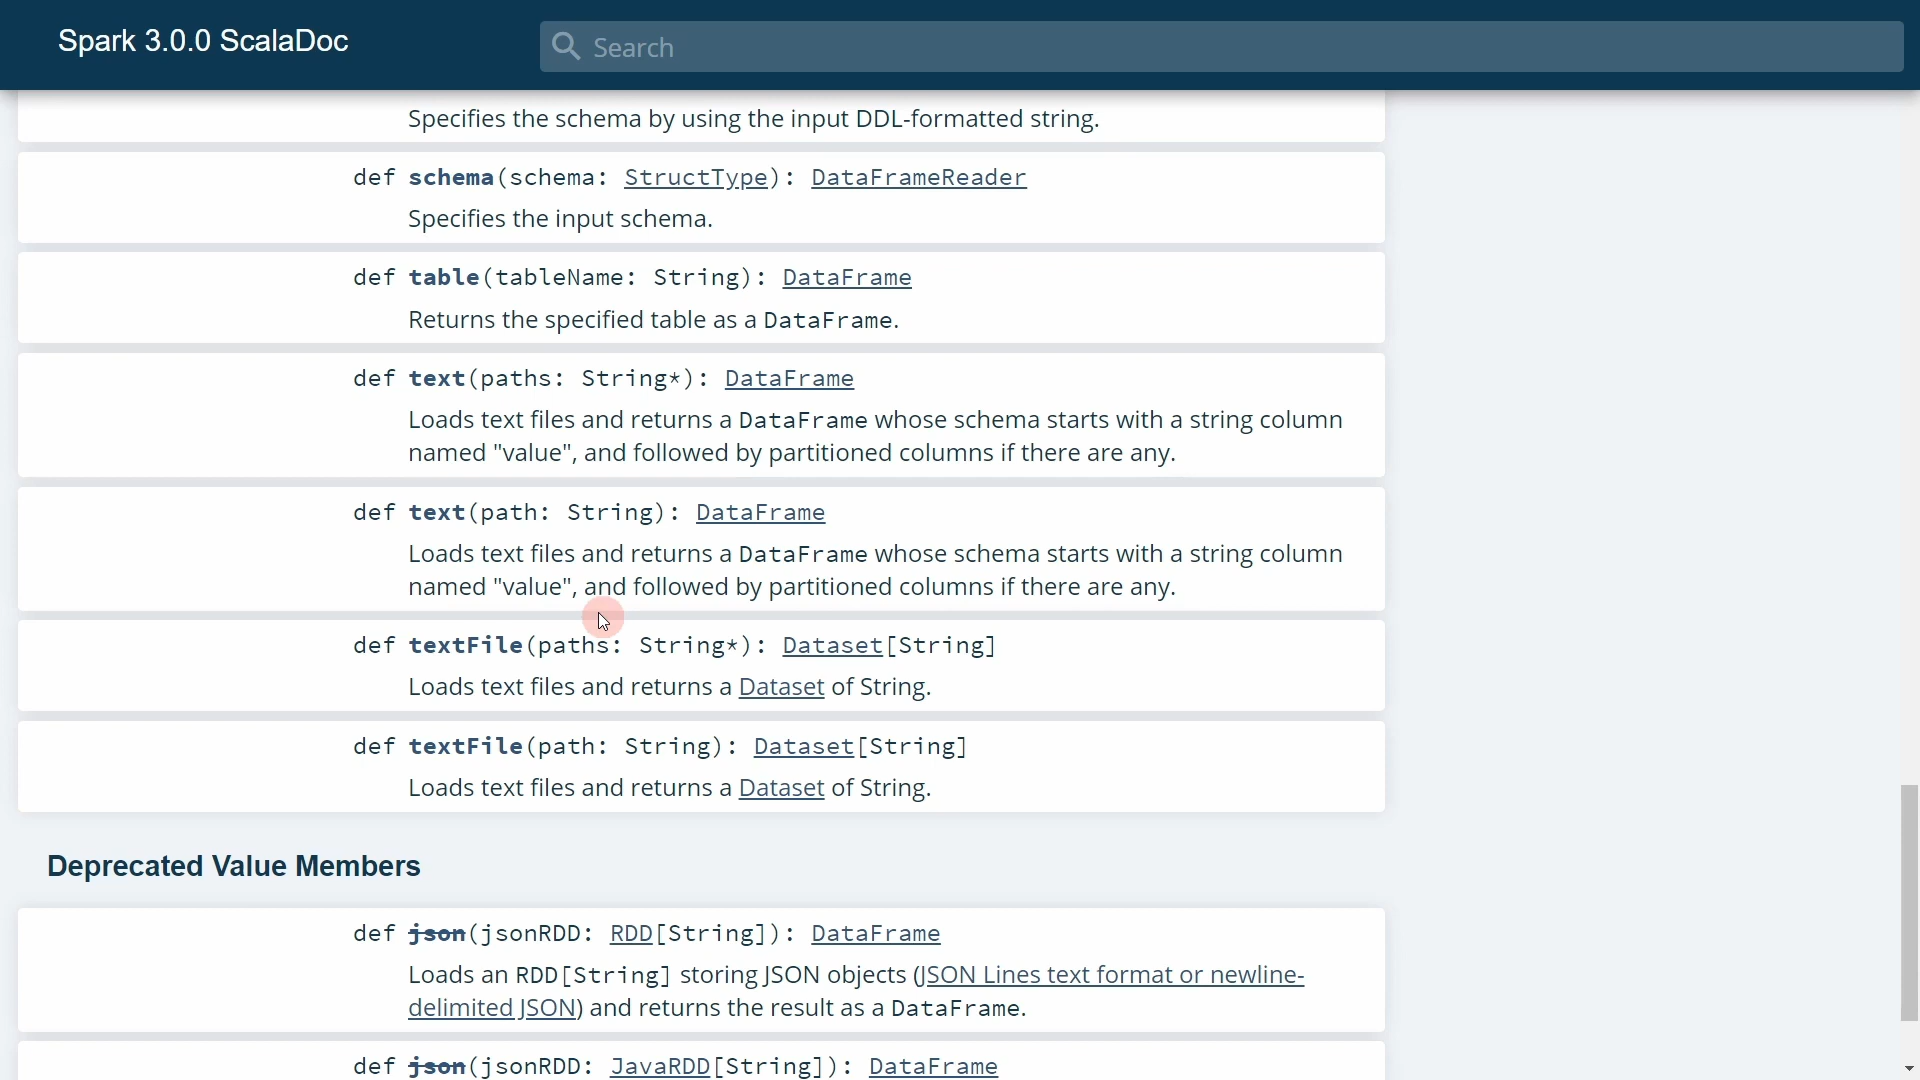 Spark 3.0.0 ScalaDoc
Search
Specifies the schema by using the input DDL-formatted string.
def schema(schema: StructType): DataFrameReader
Specifies the input schema.
def table(tableName: String): DataFrame
Returns the specified table as a DataFrame.
def text(paths: String*): DataFrame
Loads text files and returns a DataFrame whose schema starts with a string column
named "value", and followed by partitioned columns if there are any.
def text(path: String): DataFrame
Loads text files and returns a DataFrame whose schema starts with a string column
named "value", and followed by partitioned columns if there are any.
def textFile(paths: String*): Dataset[String]
Loads text files and returns a Dataset of String.
def textFile(path: String): Dataset[String]
Loads text files and returns a Dataset of String.
Deprecated Value Members
def json(jsonRDD: RDD[String]): DataFrame
Loads an RDD[String] storing JSON objects (JSON Lines text format or newline-
delimited JSON) and returns the result as a DataFrame.
def json(jsonRDD: JavaRDD[String]): DataFrame